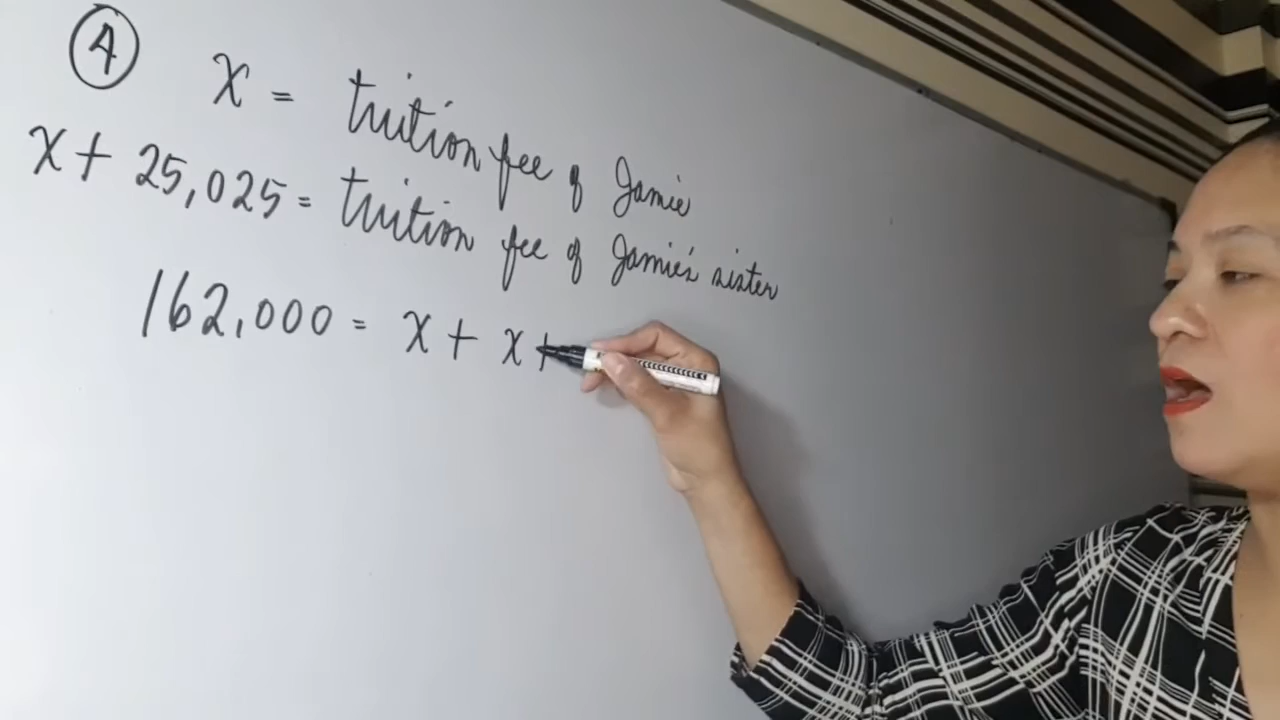 4
x = tuition fee of Jamie
x + 25,025 = tuition fee of Jamie's sister
162,000 = x + x +